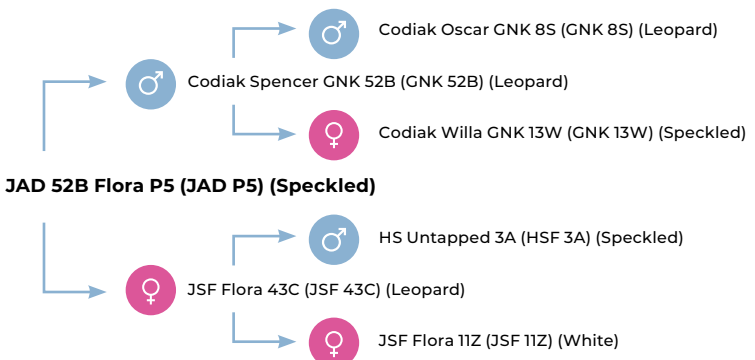 Codiak Oscar GNK 8S (GNK 8S) (Leopard)
Codiak Spencer GNK 52B (GNK 52B) (Leopard)
Codiak Willa GNK 13W (GNK 13W) (Speckled)
JAD 52B Flora P5 (JAD P5) (Speckled)
HS Untapped 3A (HSF 3A) (Speckled)
JSF Flora 43C (JSF 43C) (Leopard)
JSF Flora 11Z (JSF 11Z) (White)